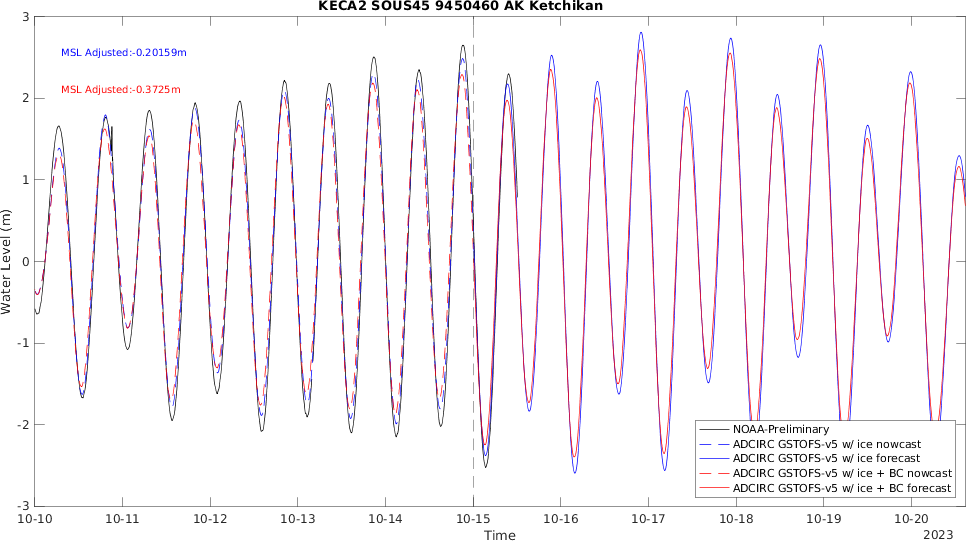 KECA2 SOUS45 9450460 AK Ketchikan
MSL Adjusted:-0.20159m
MSL Adjusted:-0.3725m
Water Level (m)
3
2
1
0
-1
-2
-3
NOAA-Preliminary
ADCIRC GSTOFS-v5 w/ ice nowcast
ADCIRC GSTOFS-v5 w/ ice forecast
ADCIRC GSTOFS-v5 w/ ice + BC nowcast
ADCIRC GSTOFS-v5 w/ ice + BC forecast
10-10 10-11 10-12 10-13 10-14 10-15 10-16 10-17 10-18 10-19 10-20
Time
2023